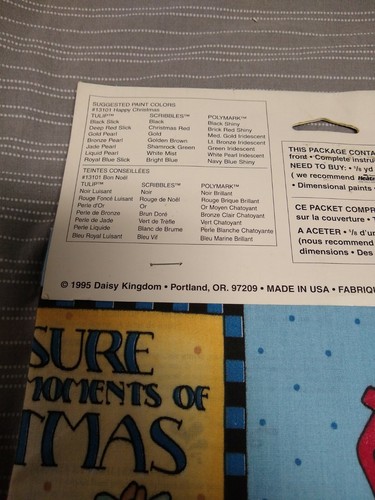 SUGGESTED PAINT COLORS
#13101 Happy Christmas
TULIP™ SCRIBBLES™ POLYMARK™
Black Slick Black Black Shiny
Deep Red Slick Christmas Red Brick Red Shiny
Gold Pearl Gold Med. Gold Iridescent
Bronze Pearl Golden Brown Lt. Bronze Iridescent
Jade Pearl Shamrock Green Green Iridescent
Liquid Pearl White Mist White Pearl Iridescent
Royal Blue Slick Bright Blue Navy Blue Shiny
TEINTES CONSEILLÉES
#13101 Bon Noël
TULIP™ SCRIBBLES™ POLYMARK™
Noir Luisant Noir Noir Brillant
Rouge Foncé Luisant Rouge de Noël Rouge Brique Brillant
Perle d'Or Or Or Moyen Chatoyant
Perle de Bronze Brun Doré Bronze Clair Chatoyant
Perle de Jade Vert de Trèfle Vert Chatoyant
Perle Liquide Blanc de Brume Perle Blanche Chatoyante
Bleu Royal Luisant Bleu Vif Bleu Marine Brillant
THIS PACKAGE CONTA
front • Complete instru
NEED TO BUY: • ⅛ yd
( we recommend
• Dimensional paints
CE PACKET COMPR
sur la couverture •
A ACETER • ⅛ d'u
(nous recommend
dimensions • Des
© 1995 Daisy Kingdom • Portland, OR. 97209 • MADE IN USA • FABRIQ
SURE
MOMENTS OF
TMAS